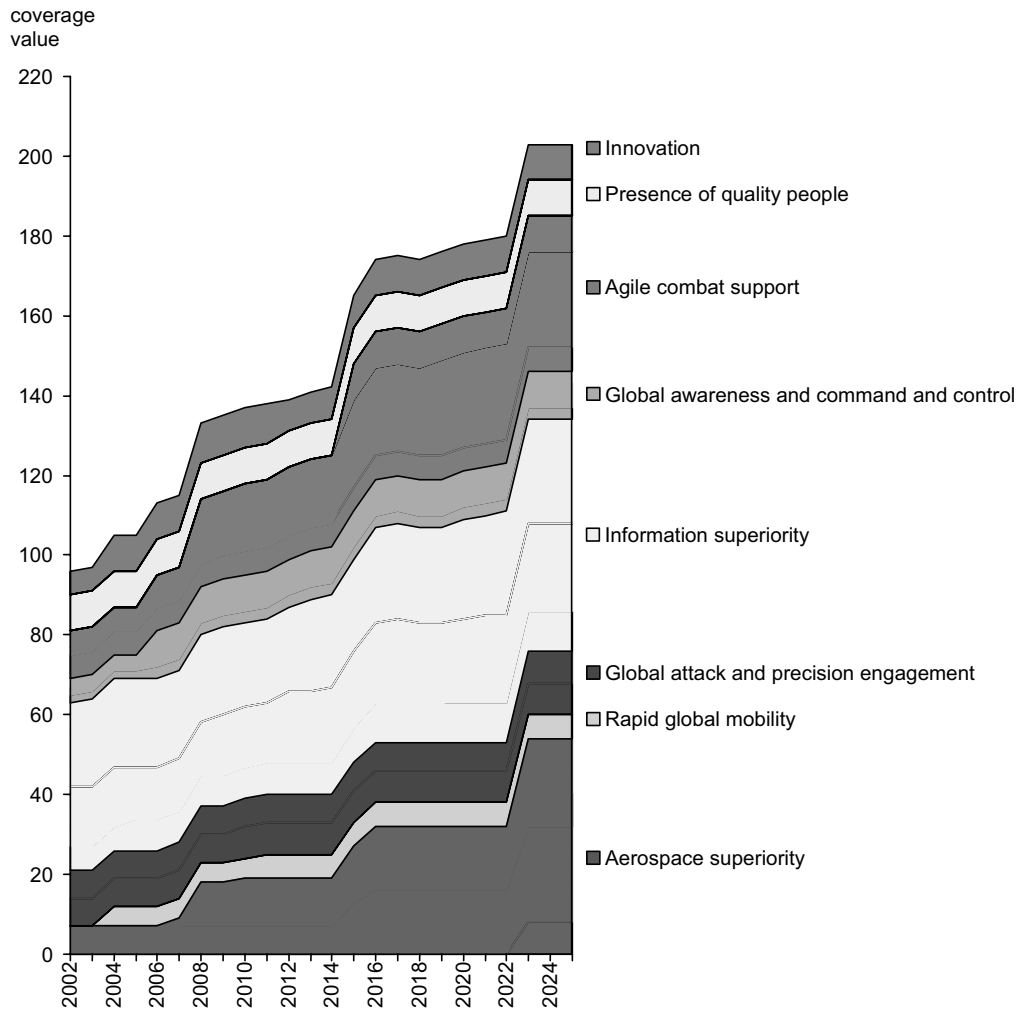 coverage
value
220
200
180
160
140
120
100
80
60
40
20
0
2002
2004
2006
2008
2010
2012
2014
2016
2018
2020
2022
2024
Innovation
Presence of quality people
Agile combat support
Global awareness and command and control
Information superiority
Global attack and precision engagement
Rapid global mobility
Aerospace superiority